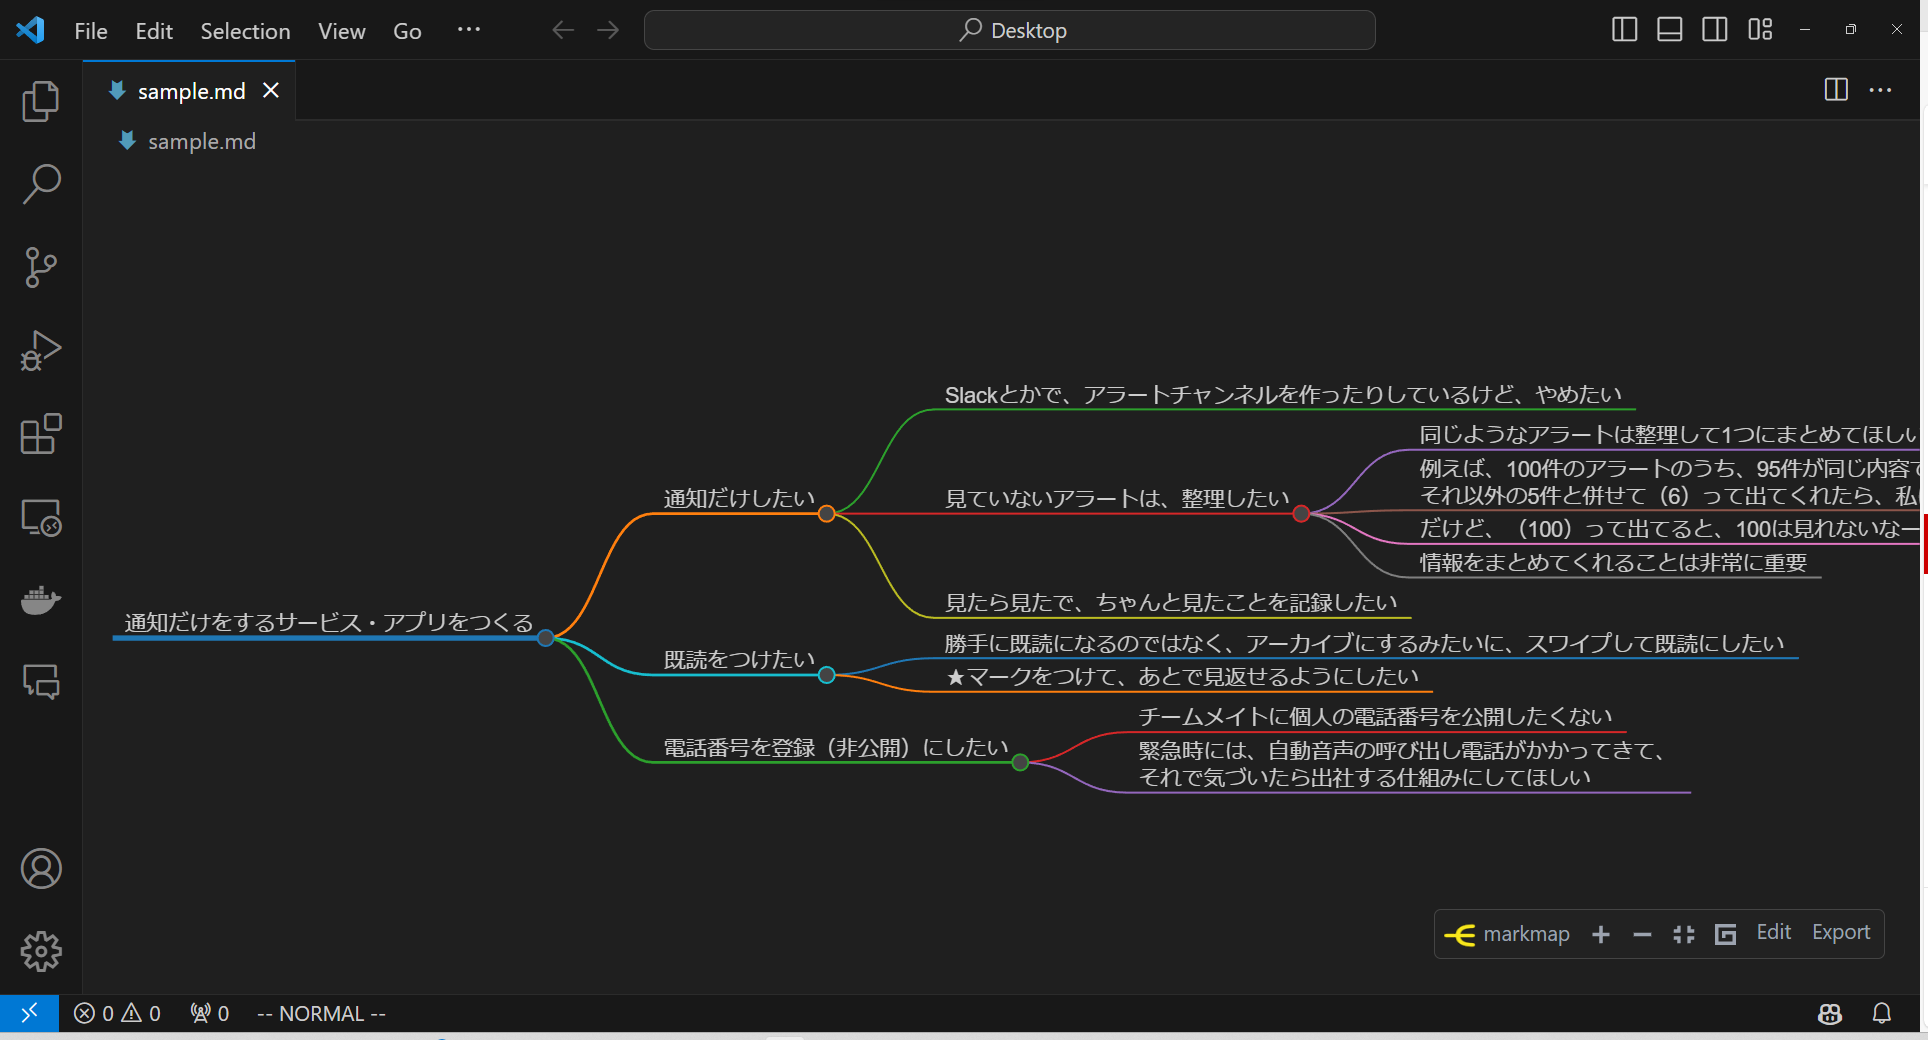 File Edit Selection View Go ···
Desktop
sample.md
sample.md
Slackとかで、アラートチャンネルを作ったりしているけど、やめたい
同じようなアラートは整理して1つにまとめてほしい
例えば、100件のアラートのうち、95件が同じ内容で
それ以外の5件と併せて（6）って出てくれたら、私は
通知だけしたい
見ていないアラートは、整理したい
だけど、（100）って出てると、100は見れないなー
情報をまとめてくれることは非常に重要
見たら見たで、ちゃんと見たことを記録したい
通知だけをするサービス・アプリをつくる
勝手に既読になるのではなく、アーカイブにするみたいに、スワイプして既読にしたい
既読をつけたい
★マークをつけて、あとで見返せるようにしたい
チームメイトに個人の電話番号を公開したくない
電話番号を登録（非公開）にしたい
緊急時には、自動音声の呼び出し電話がかかってきて、
それで気づいたら出社する仕組みにしてほしい
markmap Edit Export
0 0 0 -- NORMAL --